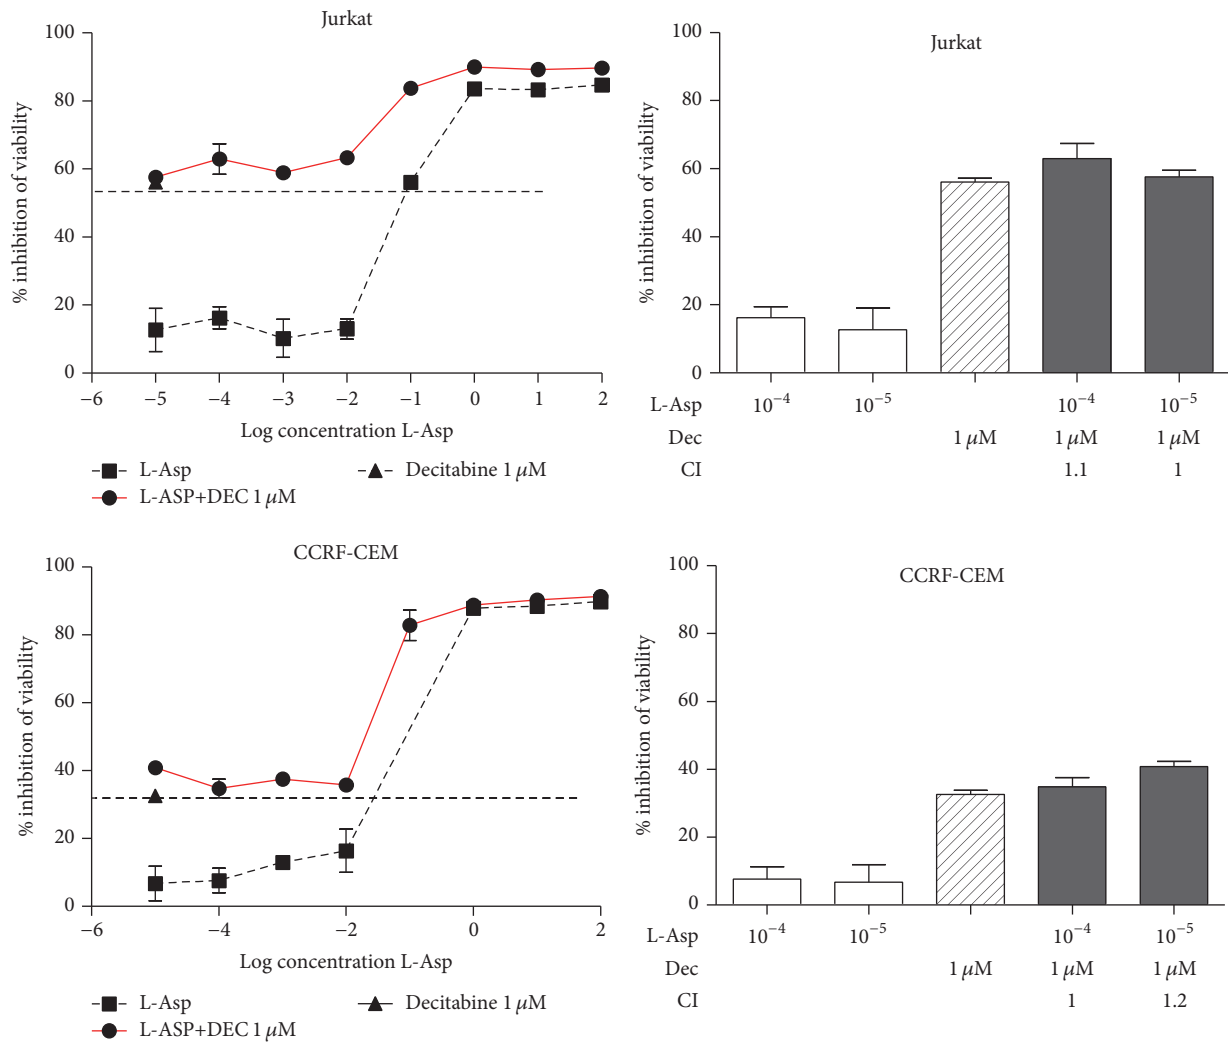 Jurkat
100
80
60
40
20
0
% inhibition of viability
−6 −5 −4 −3 −2 −1 0 1 2
Log concentration L-Asp
L-Asp
Decitabine 1 μM
L-ASP+DEC 1 μM
Jurkat
100
80
60
40
20
0
% inhibition of viability
L-Asp 10⁻⁴ 10⁻⁵ 10⁻⁴ 10⁻⁵
Dec 1 μM 1 μM 1 μM
CI 1.1 1
CCRF-CEM
100
80
60
40
20
0
% inhibition of viability
−6 −4 −2 0 2
Log concentration L-Asp
L-Asp
Decitabine 1 μM
L-ASP+DEC 1 μM
CCRF-CEM
100
80
60
40
20
0
% inhibition of viability
L-Asp 10⁻⁴ 10⁻⁵ 10⁻⁴ 10⁻⁵
Dec 1 μM 1 μM 1 μM
CI 1 1.2